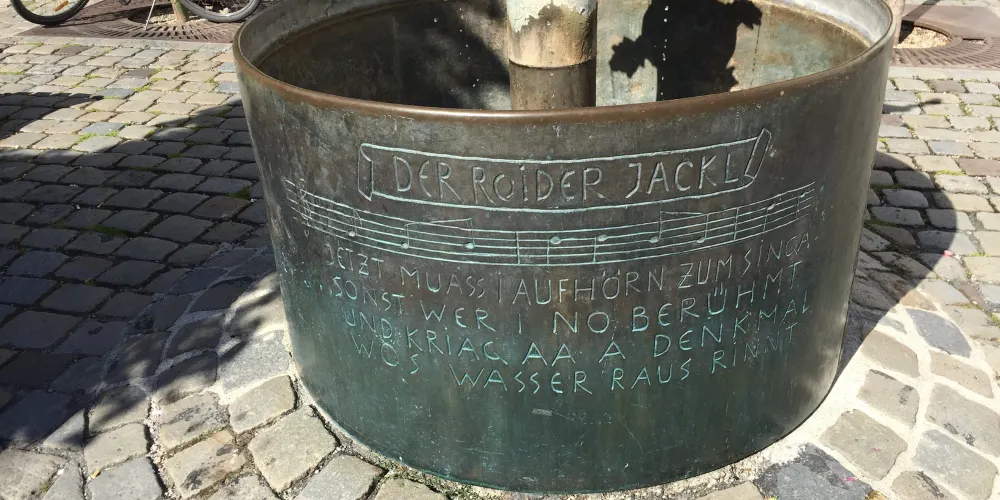 DER ROIDER JACKL
JETZT MUASS I AUFHÖRN ZUM SINGA
...SONST WER I NO BERÜHMT
UND KRIAG AA A DENKMAL
WO.S WASSER RAUS RINNT